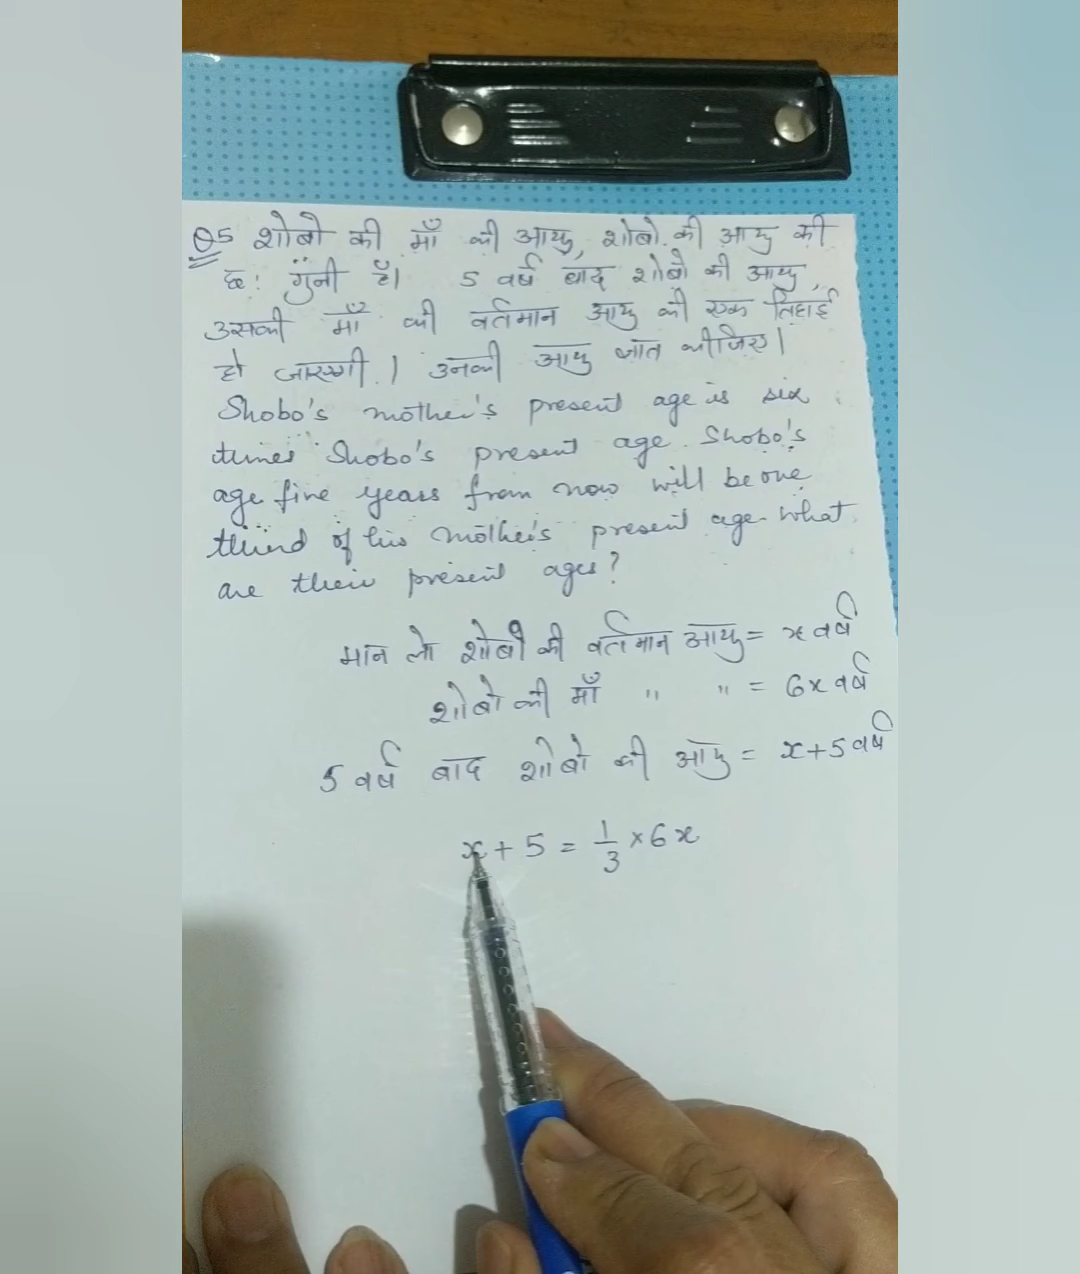 Q5 शोबो की माँ की आयु, शोबो की आयु की
छः गुंनी है। 5 वर्ष बाद शोबो की आयु,
उसकी माँ की वर्तमान आयु की एक तिहाई
हो जाएगी। उनकी आयु ज्ञात कीजिए।
Shobo's mother's present age is six
times Shobo's present age. Shobo's
age five years from now will be one
third of his mother's present age. What
are their present ages?
मान लो शोबो की वर्तमान आयु = x वर्ष
शोबो की माँ " " = 6x वर्ष
5 वर्ष बाद शोबो की आयु = x+5 वर्ष
x + 5 = 1/3 × 6x